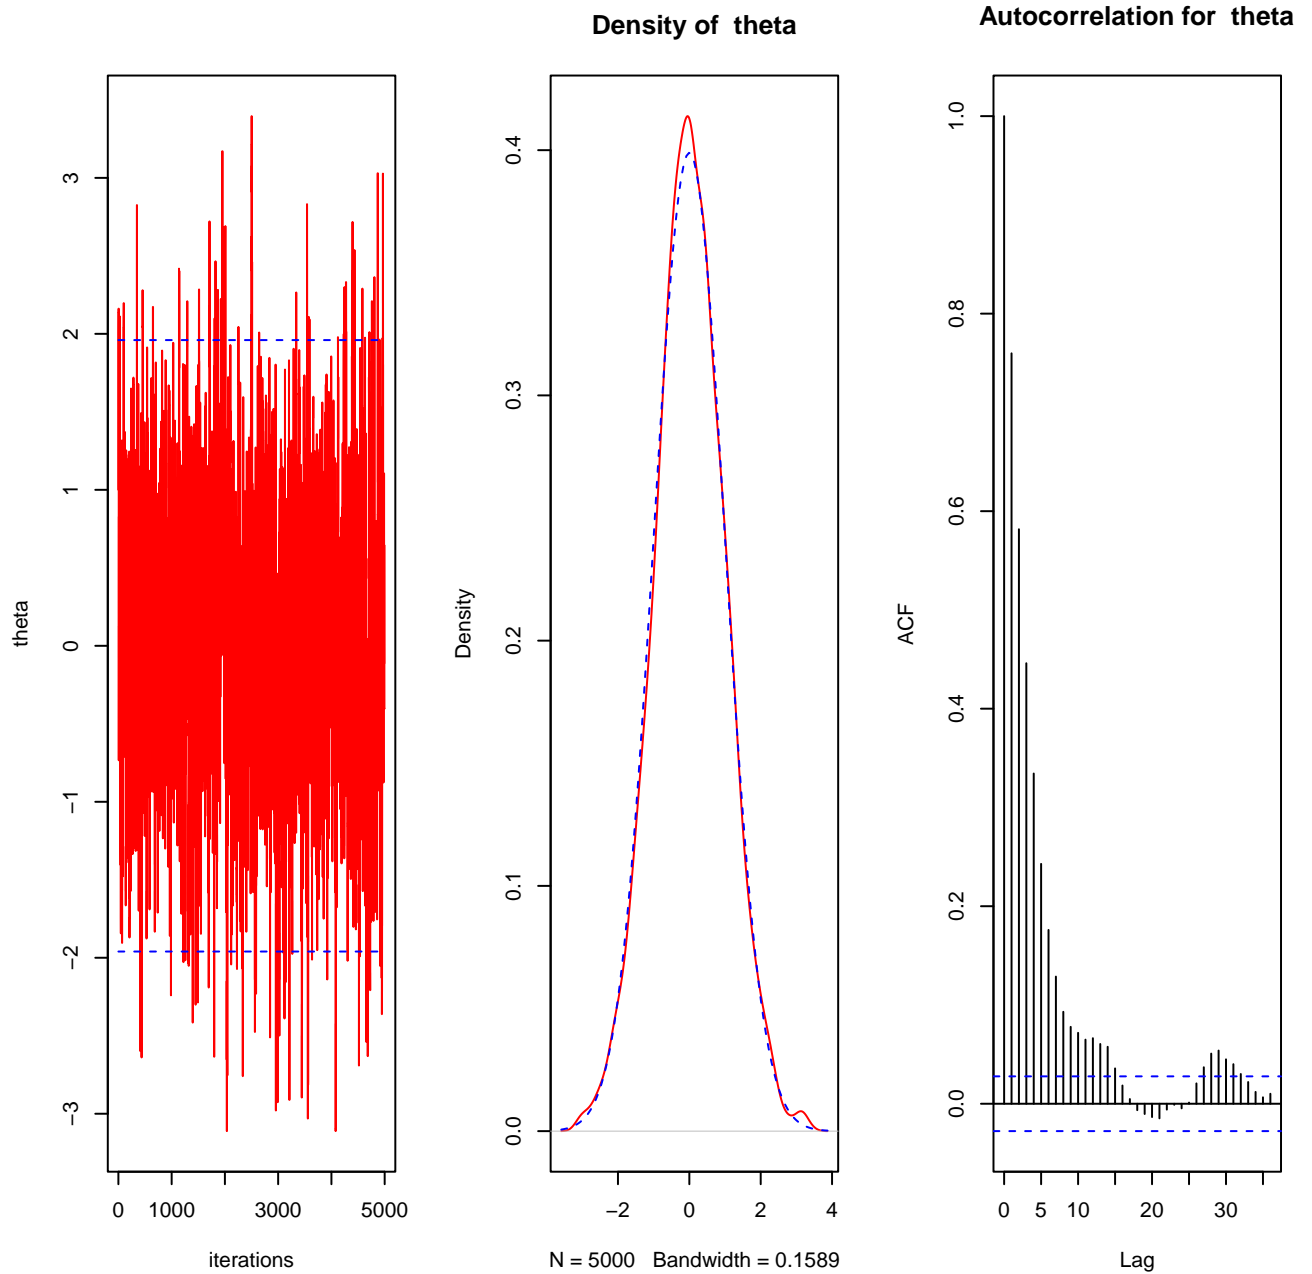 theta
3
2
1
0
−1
−2
−3
0 1000 3000 5000
iterations
Density of theta
Density
0.4
0.3
0.2
0.1
0.0
−2 0 2 4
N = 5000 Bandwidth = 0.1589
Autocorrelation for theta
ACF
1.0
0.8
0.6
0.4
0.2
0.0
0 5 10 20 30
Lag